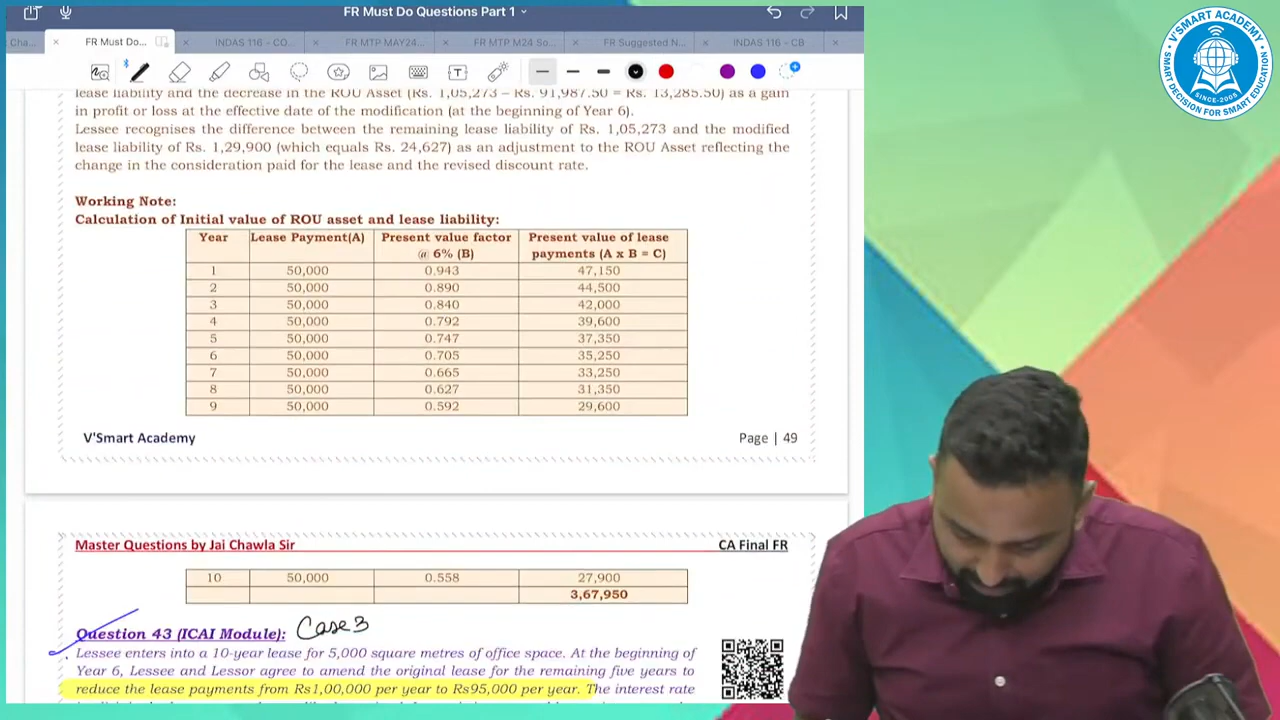 FR Must Do Questions Part 1
Cha...
FR Must Do...
INDAS 116 - CO...
FR MTP MAY24...
FR MTP M24 So...
FR Suggested N...
INDAS 116 - CB
V'SMART ACADEMY
SINCE-2005
SMART DECISION FOR SMART EDUCATION
lease liability and the decrease in the ROU Asset (Rs. 1,05,273 – Rs. 91,987.50 = Rs. 13,285.50) as a gain
in profit or loss at the effective date of the modification (at the beginning of Year 6).
Lessee recognises the difference between the remaining lease liability of Rs. 1,05,273 and the modified
lease liability of Rs. 1,29,900 (which equals Rs. 24,627) as an adjustment to the ROU Asset reflecting the
change in the consideration paid for the lease and the revised discount rate.
Working Note:
Calculation of Initial value of ROU asset and lease liability:
Year Lease Payment(A) Present value factor @ 6% (B) Present value of lease payments (A x B = C)
1 50,000 0.943 47,150
2 50,000 0.890 44,500
3 50,000 0.840 42,000
4 50,000 0.792 39,600
5 50,000 0.747 37,350
6 50,000 0.705 35,250
7 50,000 0.665 33,250
8 50,000 0.627 31,350
9 50,000 0.592 29,600
V'Smart Academy Page | 49
Master Questions by Jai Chawla Sir CA Final FR
10 50,000 0.558 27,900
3,67,950
Question 43 (ICAI Module): Case 3
Lessee enters into a 10-year lease for 5,000 square metres of office space. At the beginning of
Year 6, Lessee and Lessor agree to amend the original lease for the remaining five years to
reduce the lease payments from Rs1,00,000 per year to Rs95,000 per year. The interest rate